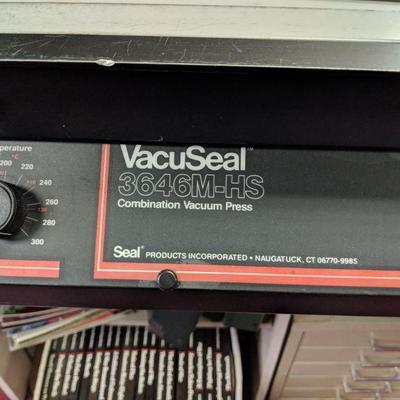 perature
°C
200 220
240
260
280
300
VacuSeal™
3646M-HS
Combination Vacuum Press
Seal® PRODUCTS INCORPORATED • NAUGATUCK, CT 06770-9985